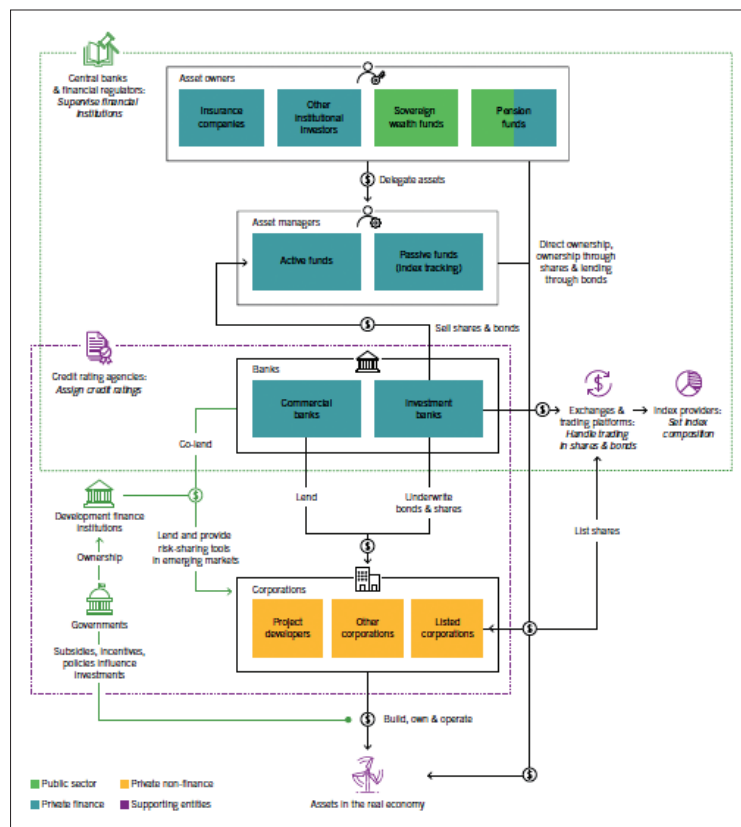 Central banks
& financial regulators:
Supervise financial
institutions
Asset owners
Insurance
companies
Other
institutional
investors
Sovereign
wealth funds
Pension
funds
$
Delegate assets
Asset managers
Active funds
Passive funds
(index tracking)
Direct ownership,
ownership through
shares & lending
through bonds
$
Sell shares & bonds
Credit rating agencies:
Assign credit ratings
Banks
Commercial
banks
Investment
banks
$
$
Exchanges &
trading platforms:
Handle trading
in shares & bonds
Index providers:
Set index
composition
Co-lend
$
Development finance
institutions
Lend
Underwrite
bonds & shares
Lend and provide
risk-sharing tools
in emerging markets
$
List shares
Ownership
Governments
Subsidies, incentives,
policies influence
investments
Corporations
Project
developers
Other
corporations
Listed
corporations
$
$
Build, own & operate
$
Assets in the real economy
Public sector
Private non-finance
Private finance
Supporting entities